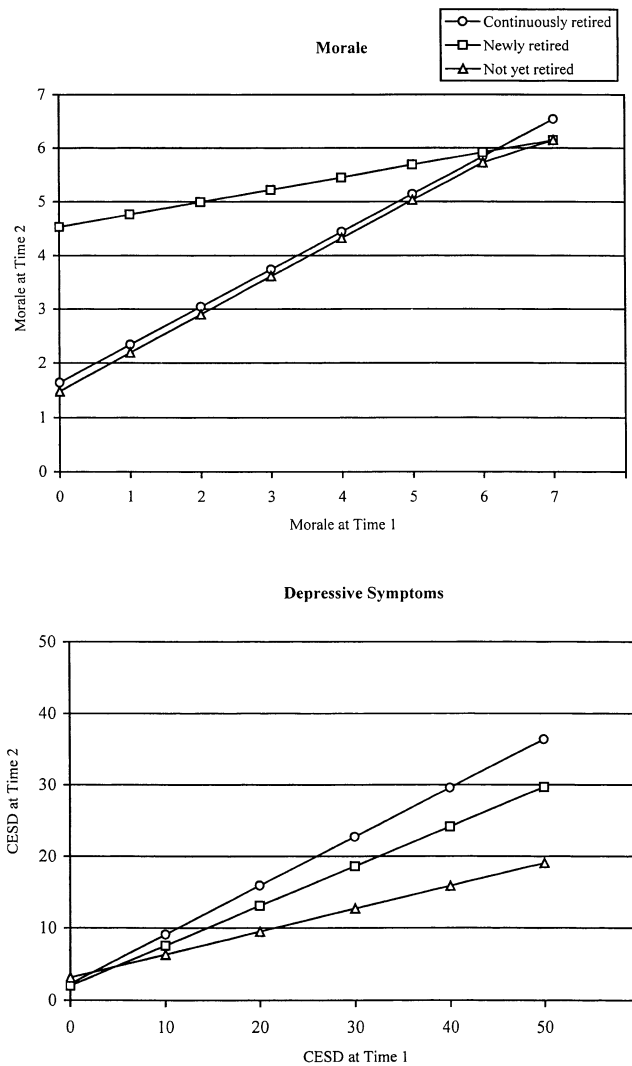 Continuously retired
Newly retired
Not yet retired
Morale
7
6
5
4
3
2
1
0
Morale at Time 2
0 1 2 3 4 5 6 7
Morale at Time 1
Depressive Symptoms
50
40
30
20
10
0
CESD at Time 2
0 10 20 30 40 50
CESD at Time 1